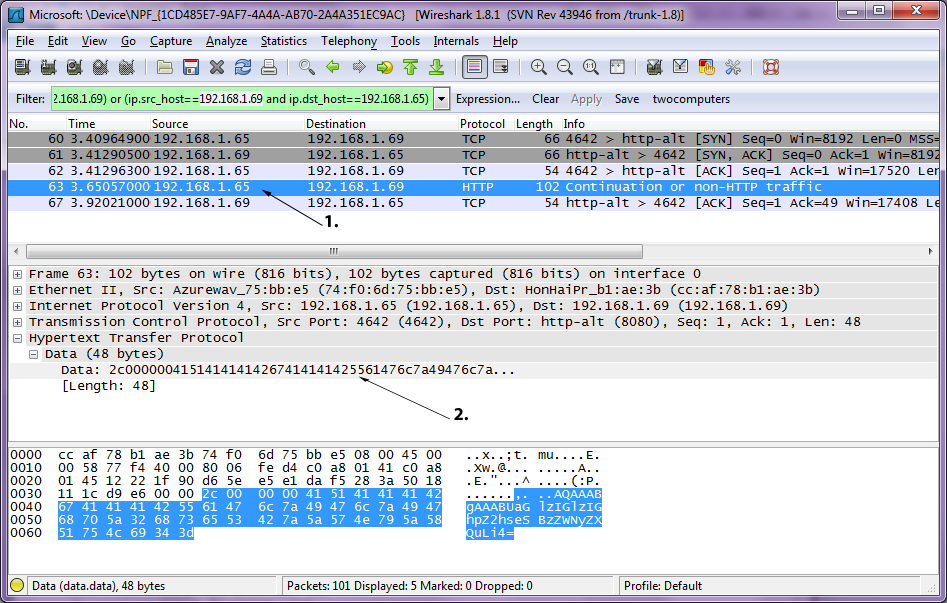 Microsoft: \Device\NPF_{1CD485E7-9AF7-4A4A-AB70-2A4A351EC9AC} [Wireshark 1.8.1 (SVN Rev 43946 from /trunk-1.8)]
File Edit View Go Capture Analyze Statistics Telephony Tools Internals Help
Filter: 2.168.1.69) or (ip.src_host==192.168.1.69 and ip.dst_host==192.168.1.65) Expression... Clear Apply Save twocomputers
No. Time Source Destination Protocol Length Info
60 3.40964900 192.168.1.65 192.168.1.69 TCP 66 4642 > http-alt [SYN] Seq=0 Win=8192 Len=0 MSS=
61 3.41290500 192.168.1.69 192.168.1.65 TCP 66 http-alt > 4642 [SYN, ACK] Seq=0 Ack=1 Win=8192
62 3.41296300 192.168.1.65 192.168.1.69 TCP 54 4642 > http-alt [ACK] Seq=1 Ack=1 Win=17520 Le
63 3.65057000 192.168.1.65 192.168.1.69 HTTP 102 Continuation or non-HTTP traffic
67 3.92021000 192.168.1.69 192.168.1.65 TCP 54 http-alt > 4642 [ACK] Seq=1 Ack=49 Win=17408 Le
1.
Frame 63: 102 bytes on wire (816 bits), 102 bytes captured (816 bits) on interface 0
Ethernet II, Src: Azurewav_75:bb:e5 (74:f0:6d:75:bb:e5), Dst: HonHaiPr_b1:ae:3b (cc:af:78:b1:ae:3b)
Internet Protocol Version 4, Src: 192.168.1.65 (192.168.1.65), Dst: 192.168.1.69 (192.168.1.69)
Transmission Control Protocol, Src Port: 4642 (4642), Dst Port: http-alt (8080), Seq: 1, Ack: 1, Len: 48
Hypertext Transfer Protocol
Data (48 bytes)
Data: 2c00000041514141414267414141425561476c7a49476c7a...
[Length: 48]
2.
0000 cc af 78 b1 ae 3b 74 f0 6d 75 bb e5 08 00 45 00 ..x..;t. mu....E.
0010 00 58 77 f4 40 00 80 06 fe d4 c0 a8 01 41 c0 a8 .Xw.@... .....A..
0020 01 45 12 22 1f 90 d6 5e e5 e1 da f5 28 3a 50 18 .E."...^ ....(:P.
0030 11 1c d9 e6 00 00 2c 00 00 00 41 51 41 41 41 42 ......,. ..AQAAAB
0040 67 41 41 41 42 55 61 47 6c 7a 49 47 6c 7a 49 47 gAAABUaG lzIGlzIG
0050 68 70 5a 32 68 73 65 53 42 7a 5a 57 4e 79 5a 58 hpZ2hseS BzZWNyZX
0060 51 75 4c 69 34 3d QuLi4=
Data (data.data), 48 bytes Packets: 101 Displayed: 5 Marked: 0 Dropped: 0 Profile: Default